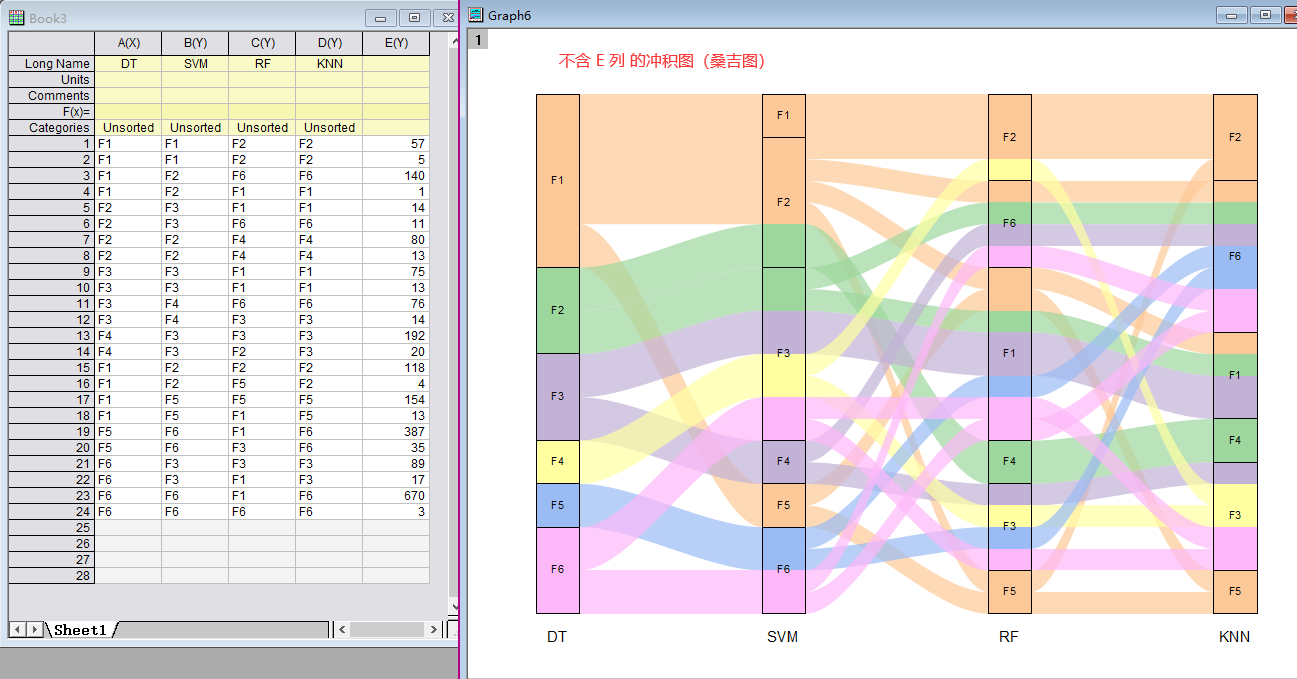 Book3
A(X) B(Y) C(Y) D(Y) E(Y)
Long Name DT SVM RF KNN
Units
Comments
F(x)=
Categories Unsorted Unsorted Unsorted Unsorted
1 F1 F1 F2 F2 57
2 F1 F1 F2 F2 5
3 F1 F2 F6 F6 140
4 F1 F2 F1 F1 1
5 F2 F3 F1 F1 14
6 F2 F3 F6 F6 11
7 F2 F2 F4 F4 80
8 F2 F2 F4 F4 13
9 F3 F3 F1 F1 75
10 F3 F3 F1 F1 13
11 F3 F4 F6 F6 76
12 F3 F4 F3 F3 14
13 F4 F3 F3 F3 192
14 F4 F3 F2 F3 20
15 F1 F2 F2 F2 118
16 F1 F2 F5 F2 4
17 F1 F5 F5 F5 154
18 F1 F5 F1 F5 13
19 F5 F6 F1 F6 387
20 F5 F6 F3 F6 35
21 F6 F3 F3 F3 89
22 F6 F3 F1 F3 17
23 F6 F6 F1 F6 670
24 F6 F6 F6 F6 3
25
26
27
28
Sheet1
Graph6
1
不含 E 列 的冲积图（桑吉图）
F1
F2
F3
F4
F5
F6
DT
F1
F2
F3
F4
F5
F6
SVM
F2
F6
F1
F4
F3
F5
RF
F2
F6
F1
F4
F3
F5
KNN